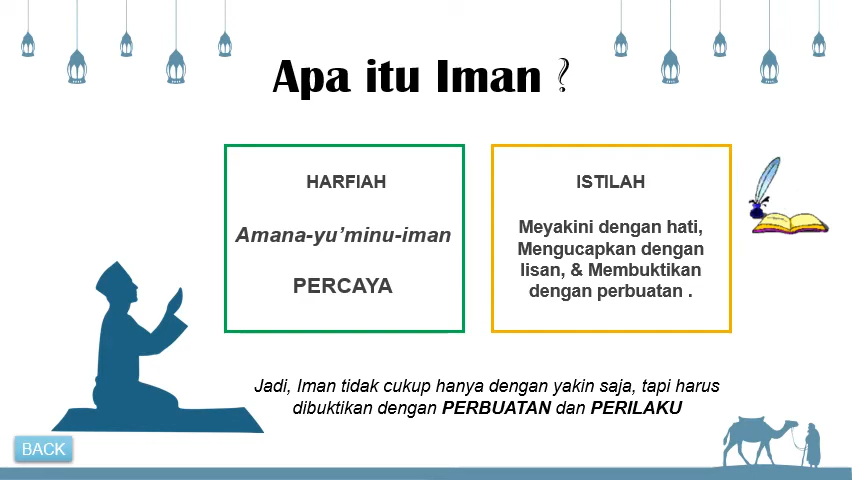 Apa itu Iman ?
HARFIAH
Amana-yu’minu-iman
PERCAYA
ISTILAH
Meyakini dengan hati,
Mengucapkan dengan
lisan, & Membuktikan
dengan perbuatan .
Jadi, Iman tidak cukup hanya dengan yakin saja, tapi harus
dibuktikan dengan PERBUATAN dan PERILAKU
BACK